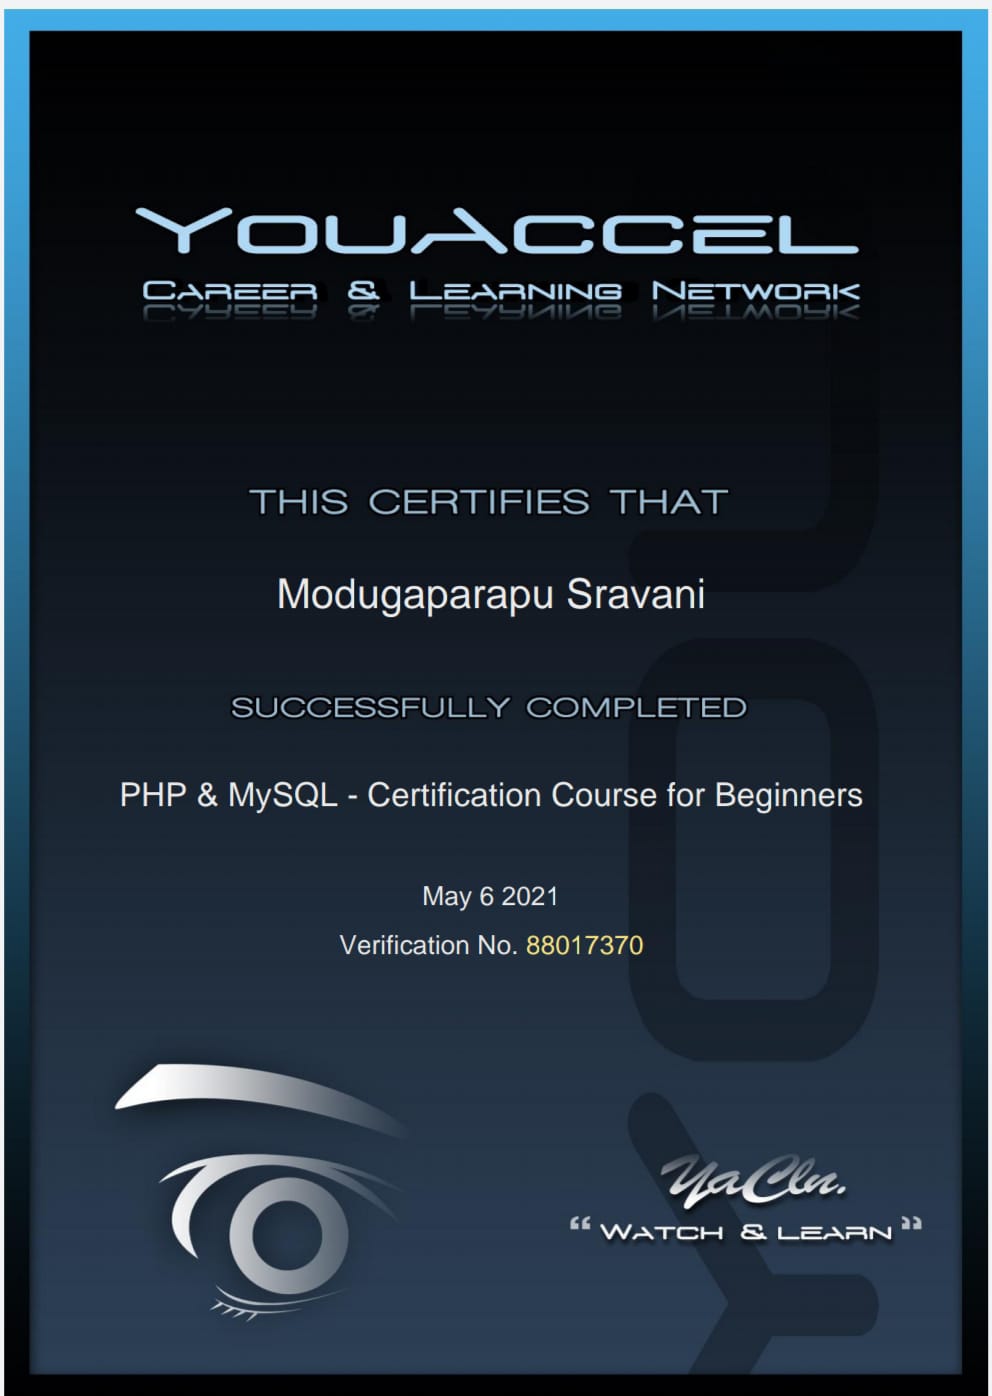 YouAccel
Career & Learning Network
THIS CERTIFIES THAT
Modugaparapu Sravani
SUCCESSFULLY COMPLETED
PHP & MySQL - Certification Course for Beginners
May 6 2021
Verification No. 88017370
YaCln.
“ Watch & learn ”
YOU